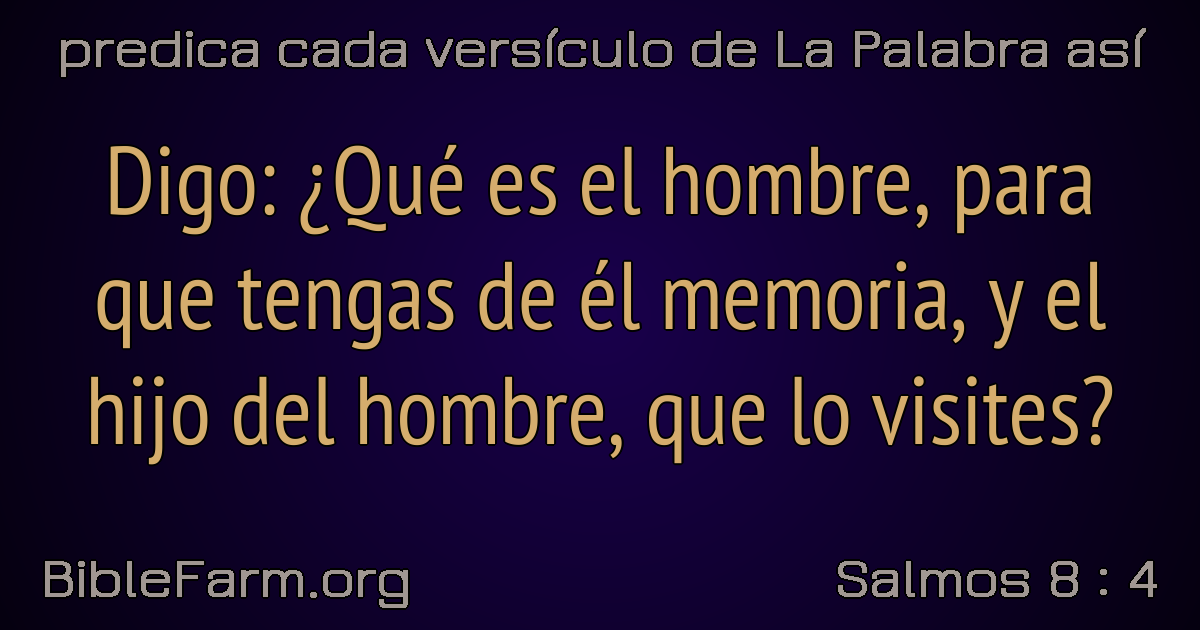 predica cada versículo de La Palabra así
Digo: ¿Qué es el hombre, para
que tengas de él memoria, y el
hijo del hombre, que lo visites?
BibleFarm.org
Salmos 8 : 4